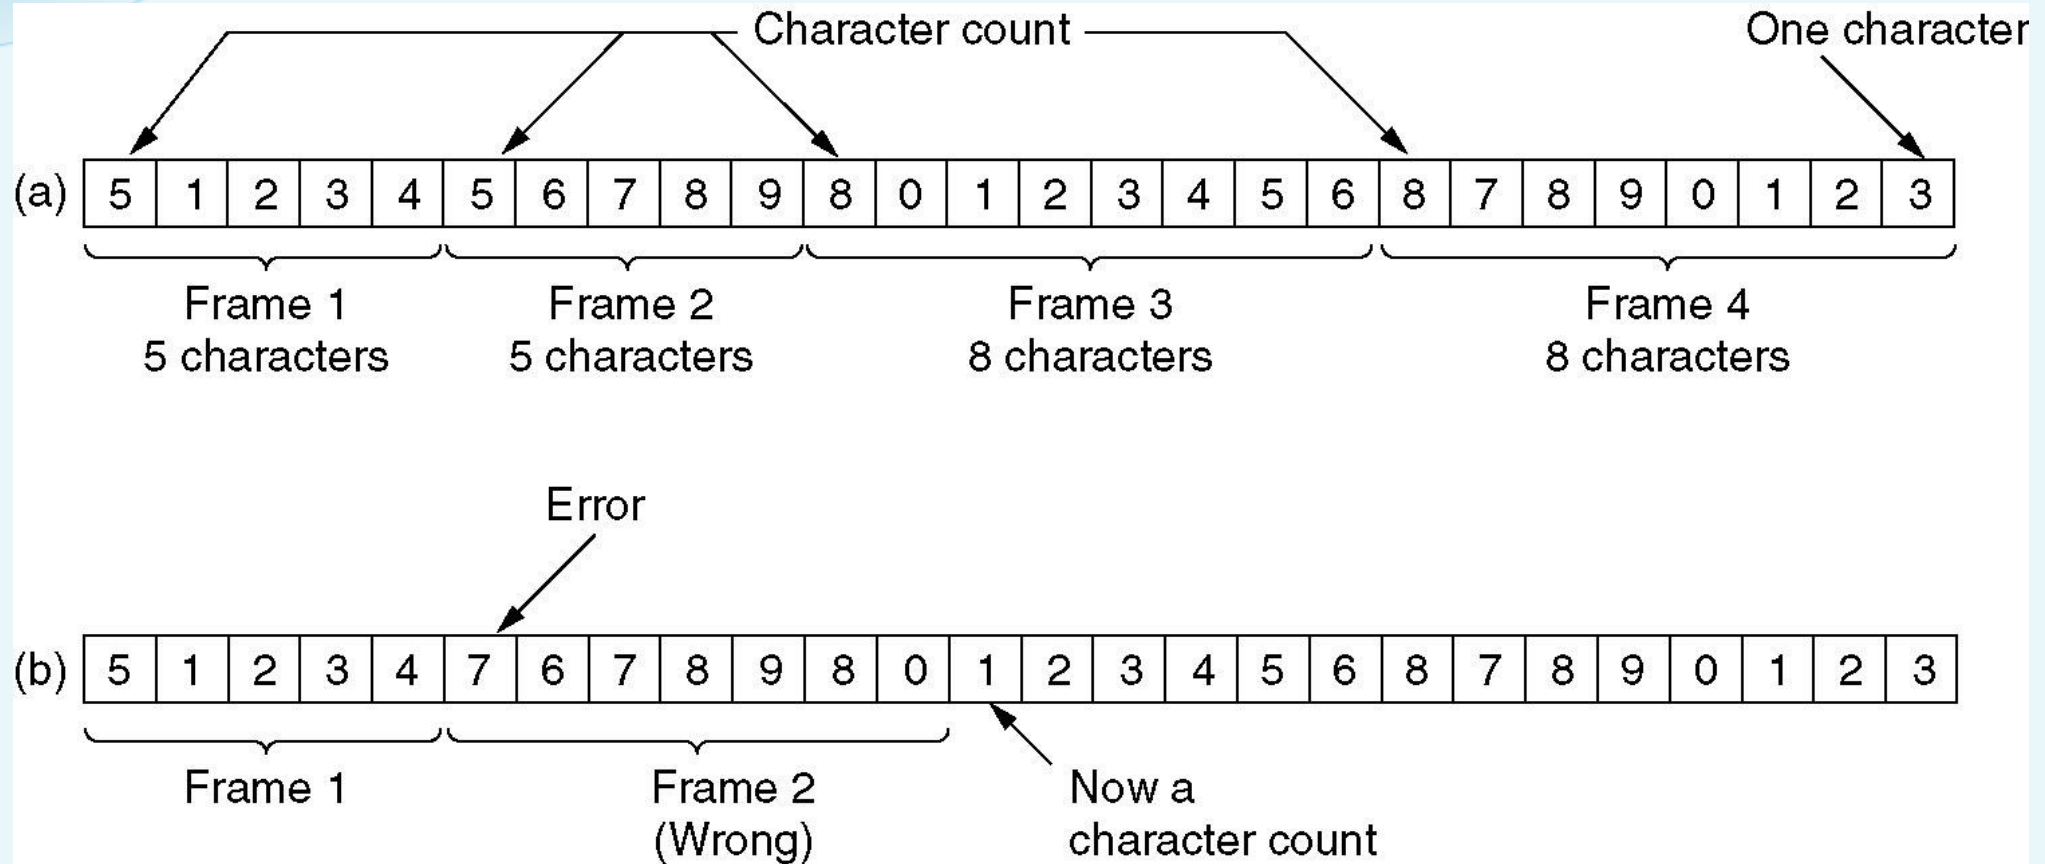 Character count
One character
(a) 5 1 2 3 4 5 6 7 8 9 8 0 1 2 3 4 5 6 8 7 8 9 0 1 2 3
Frame 1 Frame 2 Frame 3 Frame 4
5 characters 5 characters 8 characters 8 characters
Error
(b) 5 1 2 3 4 7 6 7 8 9 8 0 1 2 3 4 5 6 8 7 8 9 0 1 2 3
Frame 1 Frame 2 Now a
(Wrong) character count